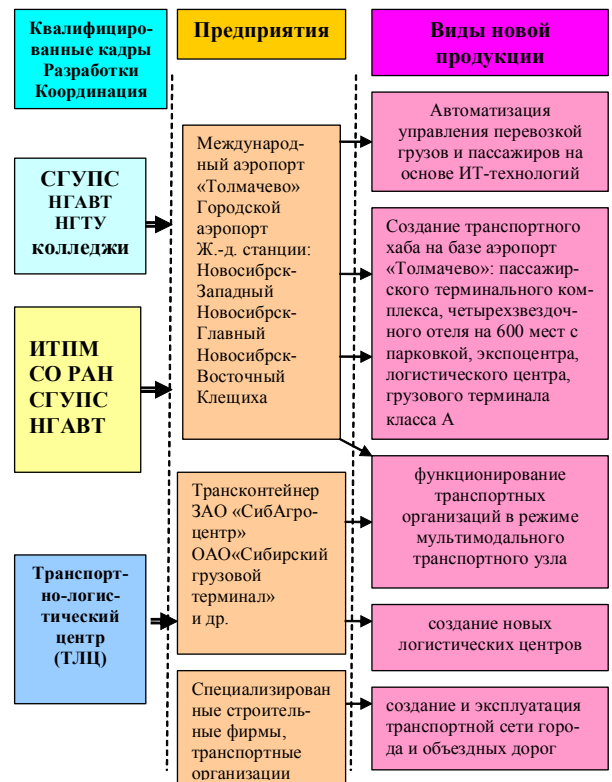 Квалифициро-
ванные кадры
Разработки
Координация
Предприятия
Виды новой
продукции
СГУПС
НГАВТ
НГТУ
колледжи
ИТПМ
СО РАН
СГУПС
НГАВТ
Транспорт-
но-логис-
тический
центр
(ТЛЦ)
Международ-
ный аэропорт
«Толмачево»
Городской
аэропорт
Ж.-д. станции:
Новосибрск-
Западный
Новосибрск-
Главный
Новосибрск-
Восточный
Клещиха
Трансконтейнер
ЗАО «СибАгро-
центр»
ОАО«Сибирский
грузовой
терминал»
и др.
Специализирован
ные строитель-
ные фирмы,
транспортные
организации
Автоматизация
управления перевозкой
грузов и пассажиров на
основе ИТ-технологий
Создание транспортного
хаба на базе аэропорт
«Толмачево»: пассажир-
ского терминального ком-
плекса, четырехзвездоч-
ного отеля на 600 мест с
парковкой, экспоцентра,
логистического центра,
грузового терминала
класса А
функционирование
транспортных
организаций в режиме
мультимодального
транспортного узла
создание новых
логистических центров
создание и эксплуатация
транспортной сети горо-
да и объездных дорог